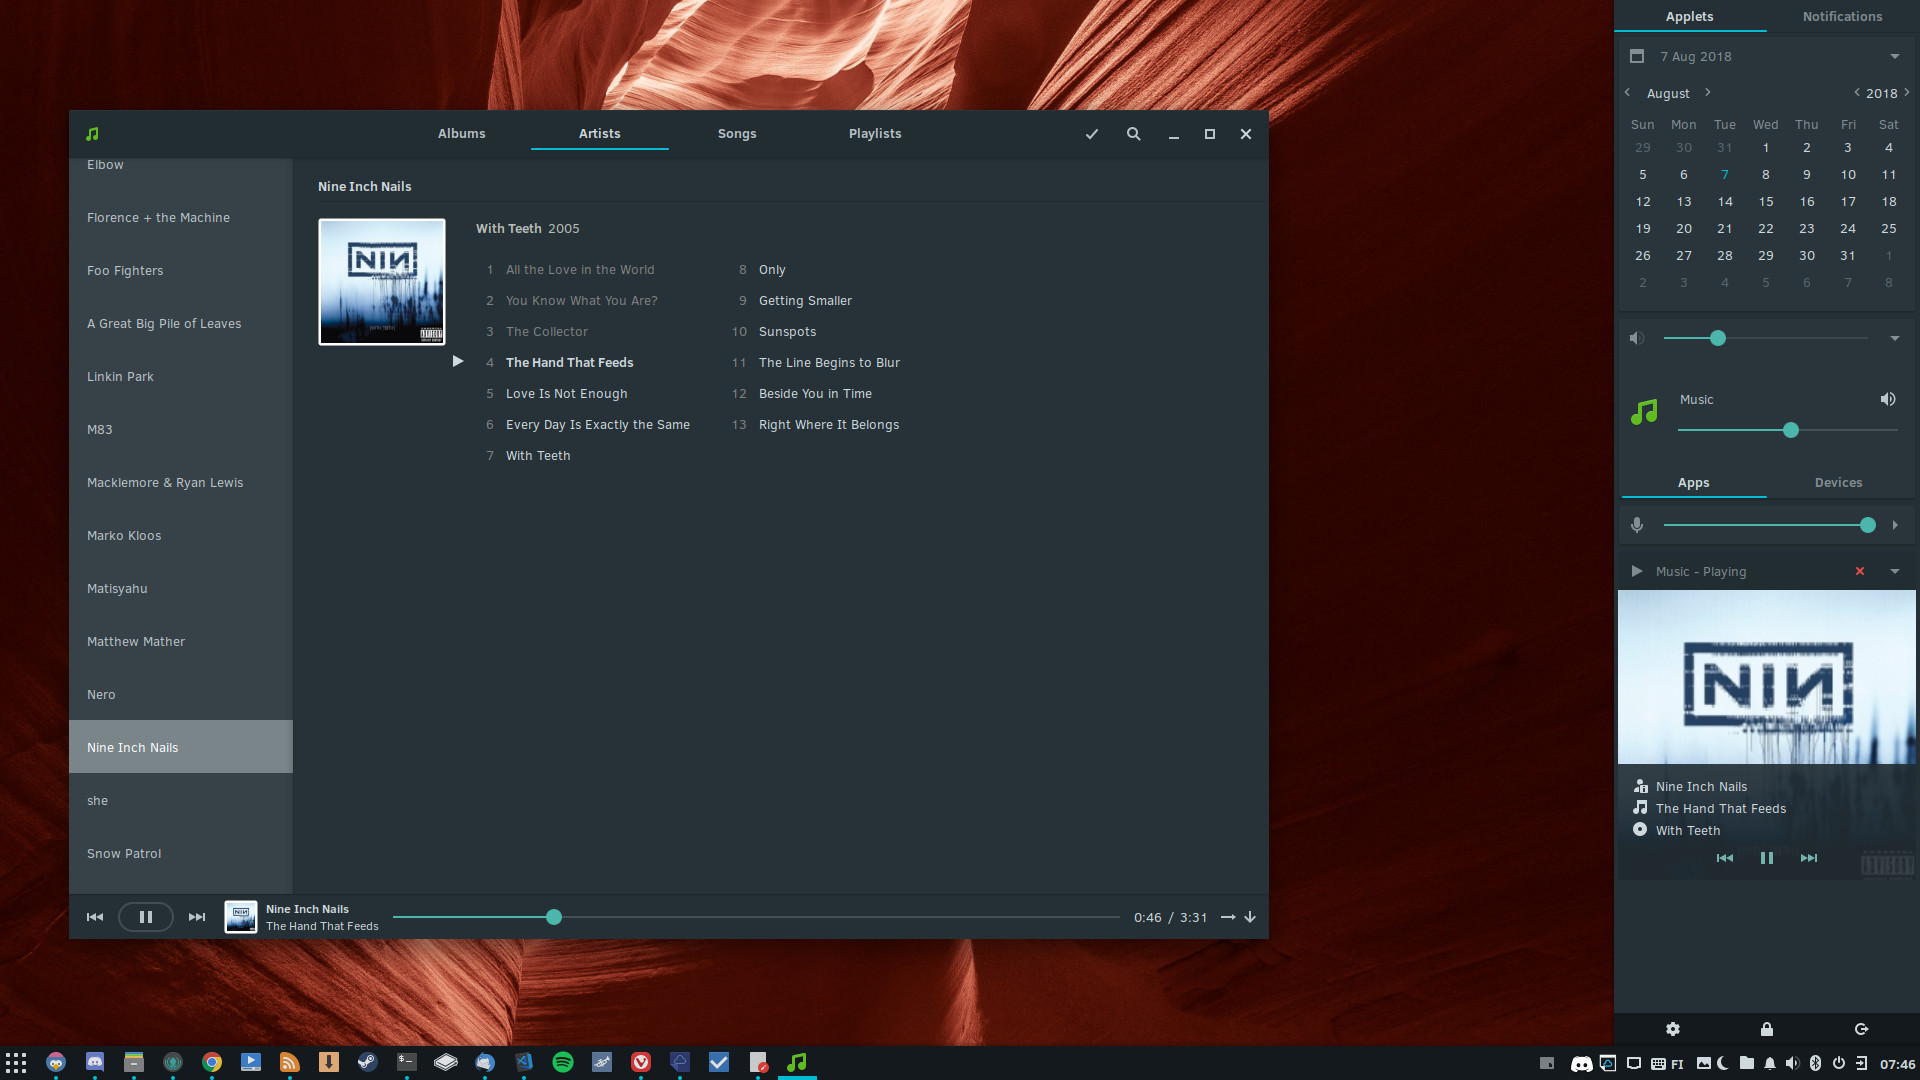 Albums Artists Songs Playlists
Elbow
Florence + the Machine
Foo Fighters
A Great Big Pile of Leaves
Linkin Park
M83
Macklemore & Ryan Lewis
Marko Kloos
Matisyahu
Matthew Mather
Nero
Nine Inch Nails
she
Snow Patrol
Nine Inch Nails
NIN
With Teeth 2005
1 All the Love in the World
2 You Know What You Are?
3 The Collector
4 The Hand That Feeds
5 Love Is Not Enough
6 Every Day Is Exactly the Same
7 With Teeth
8 Only
9 Getting Smaller
10 Sunspots
11 The Line Begins to Blur
12 Beside You in Time
13 Right Where It Belongs
Nine Inch Nails
The Hand That Feeds
0:46 / 3:31
Applets Notifications
7 Aug 2018
August 2018
Sun Mon Tue Wed Thu Fri Sat
29 30 31 1 2 3 4
5 6 7 8 9 10 11
12 13 14 15 16 17 18
19 20 21 22 23 24 25
26 27 28 29 30 31 1
2 3 4 5 6 7 8
Music
Apps Devices
Music - Playing
NIN
Nine Inch Nails
The Hand That Feeds
With Teeth
FI 07:46